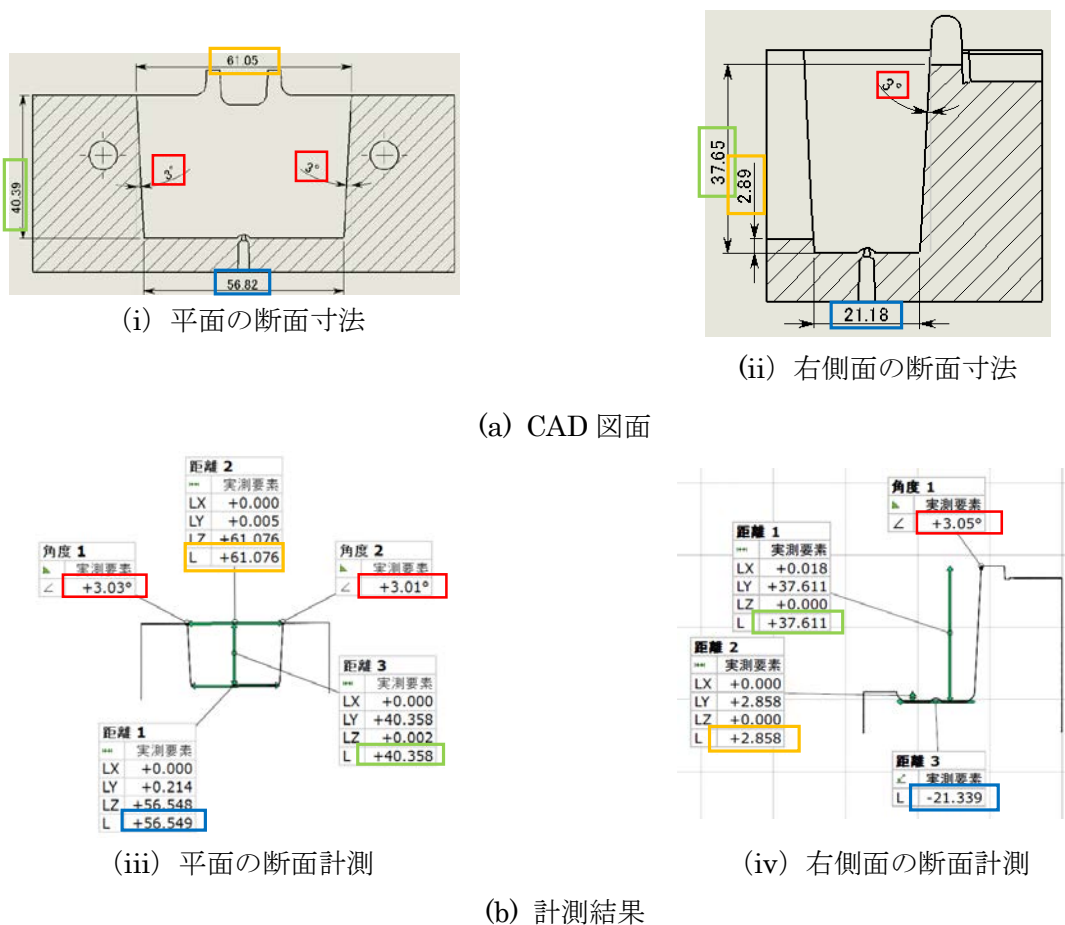 61.05
40.39
3°
3°
56.82
(i) 平面の断面寸法
37.65
2.89
3°
21.18
(ii) 右側面の断面寸法
(a) CAD 図面
距離 2
実測要素
LX +0.000
LY +0.005
LZ +61.076
L +61.076
角度 1
実測要素
∠ +3.03°
角度 2
実測要素
∠ +3.01°
距離 3
実測要素
LX +0.000
LY +40.358
LZ +0.002
L +40.358
距離 1
実測要素
LX +0.000
LY +0.214
LZ +56.548
L +56.549
(iii) 平面の断面計測
角度 1
実測要素
∠ +3.05°
距離 1
実測要素
LX +0.018
LY +37.611
LZ +0.000
L +37.611
距離 2
実測要素
LX +0.000
LY +2.858
LZ +0.000
L +2.858
距離 3
実測要素
L -21.339
(iv) 右側面の断面計測
(b) 計測結果